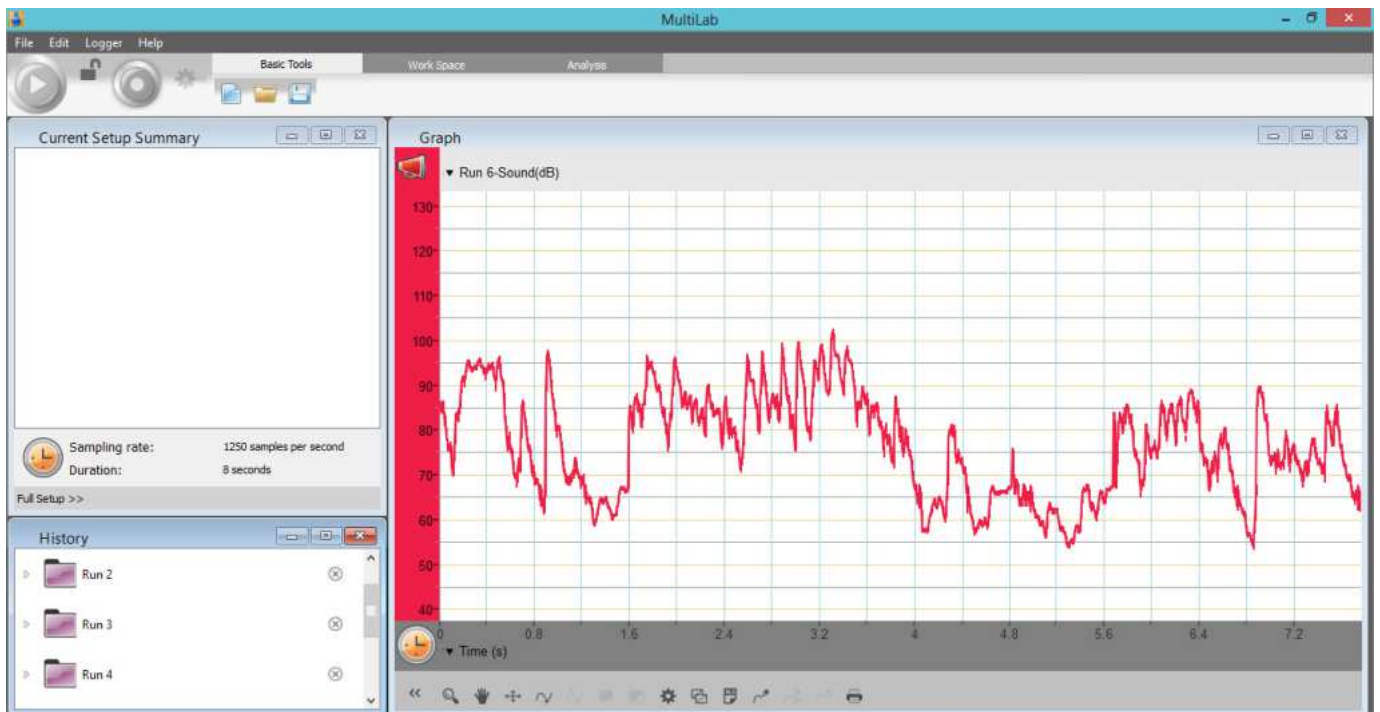 MultiLab
File Edit Logger Help
Basic Tools Work Space Analysis
Current Setup Summary
Sampling rate: 1250 samples per second
Duration: 8 seconds
Full Setup >>
History
Run 2
Run 3
Run 4
Graph
Run 6-Sound(dB)
130
120
110
100
90
80
70
60
50
40
0 0.8 1.6 2.4 3.2 4 4.8 5.6 6.4 7.2
Time (s)